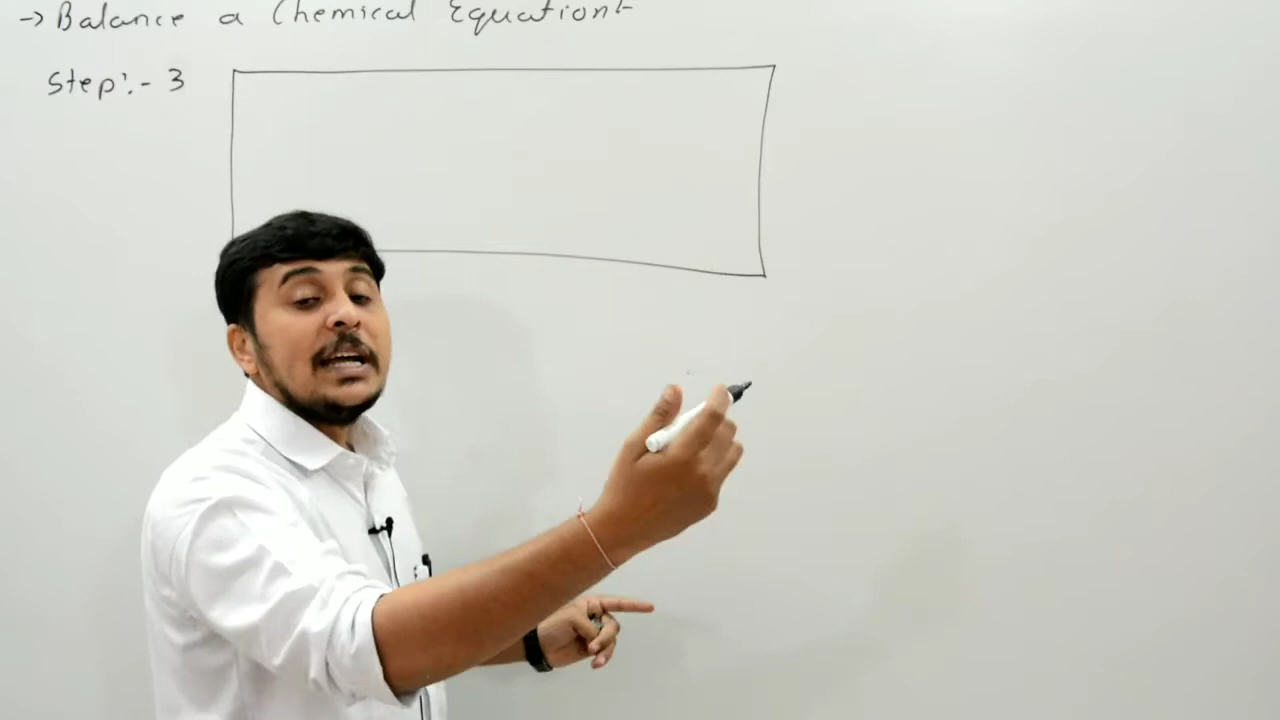 → Balance a Chemical Equation:-
Step:- 3